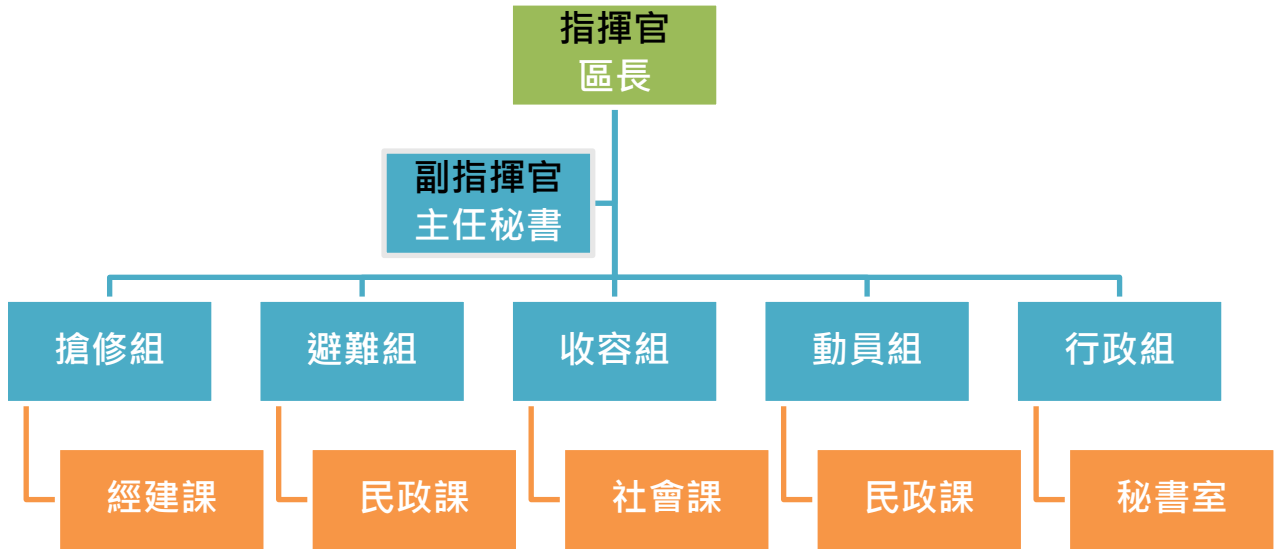 指揮官
區長
副指揮官
主任秘書
搶修組
避難組
收容組
動員組
行政組
經建課
民政課
社會課
民政課
秘書室